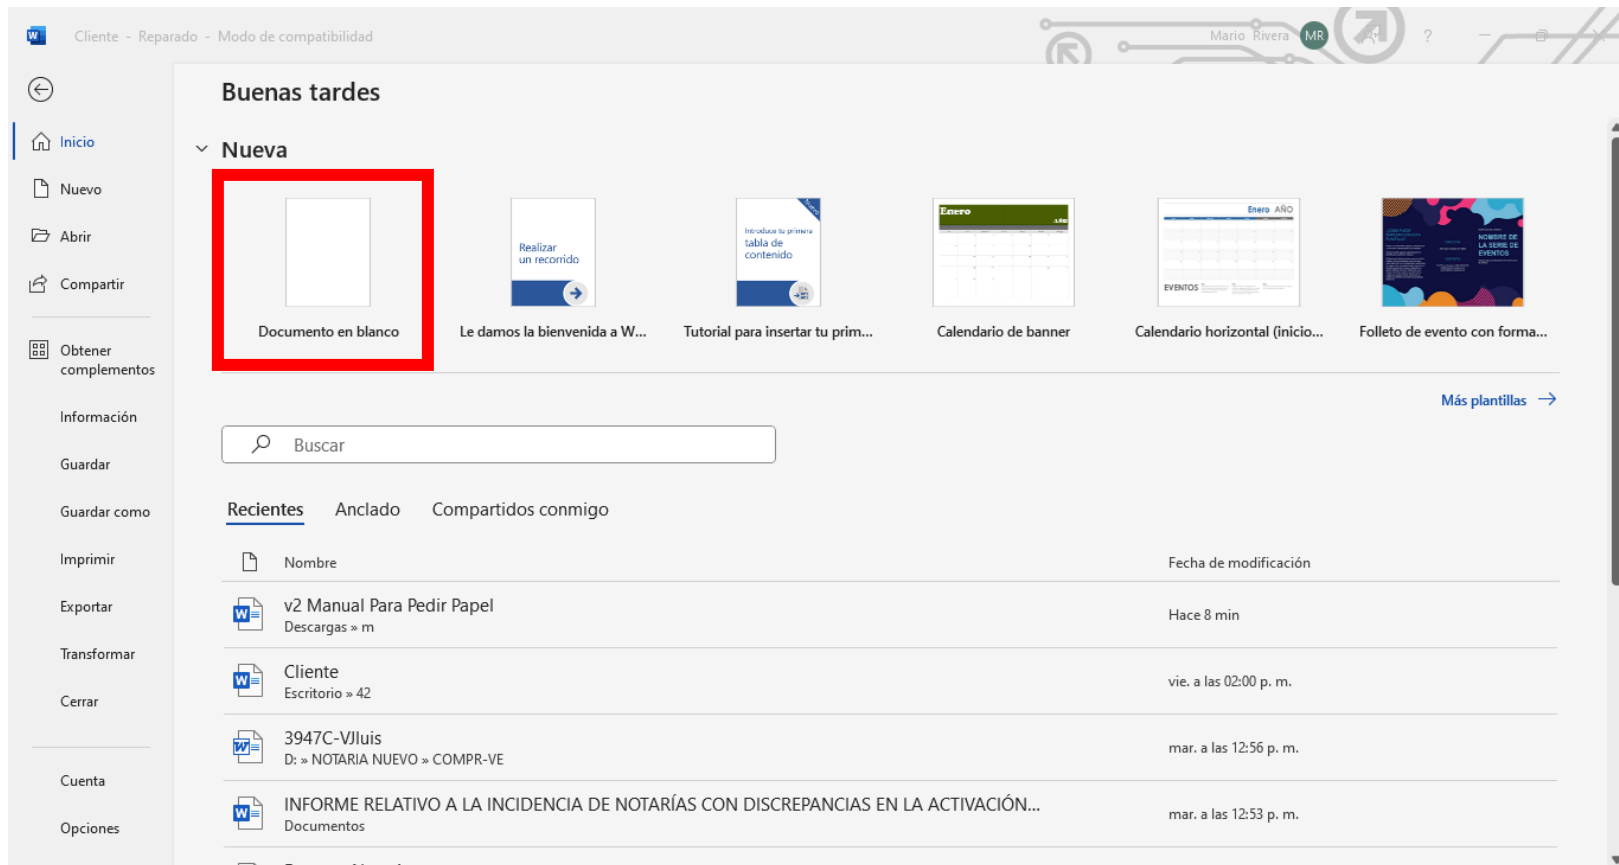 Cliente - Reparado - Modo de compatibilidad
Mario Rivera MR ?
Inicio
Nuevo
Abrir
Compartir
Obtener
complementos
Información
Guardar
Guardar como
Imprimir
Exportar
Transformar
Cerrar
Cuenta
Opciones
Buenas tardes
Nueva
Realizar
un recorrido
Nuevo
Introduce tu primera
tabla de
contenido
Enero
AÑO
Enero AÑO
EVENTOS
NOMBRE DE
LA SERIE DE
EVENTOS
Documento en blanco
Le damos la bienvenida a W...
Tutorial para insertar tu prim...
Calendario de banner
Calendario horizontal (inicio...
Folleto de evento con forma...
Más plantillas
Buscar
Recientes Anclado Compartidos conmigo
Nombre Fecha de modificación
v2 Manual Para Pedir Papel
Descargas » m
Hace 8 min
Cliente
Escritorio » 42
vie. a las 02:00 p. m.
3947C-VJluis
D: » NOTARIA NUEVO » COMPR-VE
mar. a las 12:56 p. m.
INFORME RELATIVO A LA INCIDENCIA DE NOTARÍAS CON DISCREPANCIAS EN LA ACTIVACIÓN...
Documentos
mar. a las 12:53 p. m.